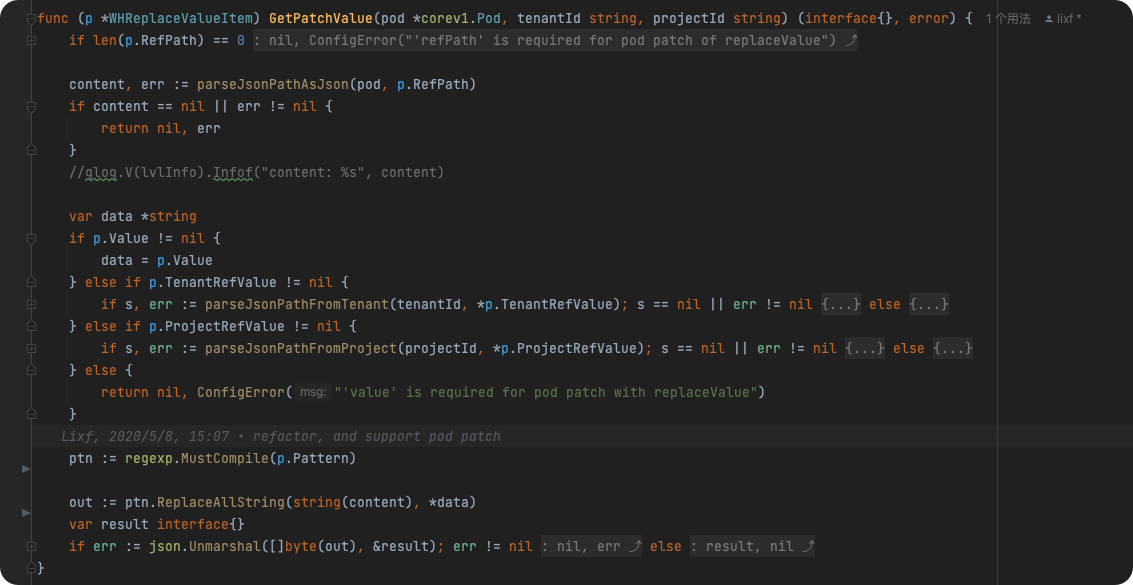 func (p *WHReplaceValueItem) GetPatchValue(pod *corev1.Pod, tenantId string, projectId string) (interface{}, error) { 1个用法 lixf *
if len(p.RefPath) == 0 : nil, ConfigError("'refPath' is required for pod patch of replaceValue") ⤴
content, err := parseJsonPathAsJson(pod, p.RefPath)
if content == nil || err != nil {
return nil, err
}
//glog.V(lvlInfo).Infof("content: %s", content)
var data *string
if p.Value != nil {
data = p.Value
} else if p.TenantRefValue != nil {
if s, err := parseJsonPathFromTenant(tenantId, *p.TenantRefValue); s == nil || err != nil {...} else {...}
} else if p.ProjectRefValue != nil {
if s, err := parseJsonPathFromProject(projectId, *p.ProjectRefValue); s == nil || err != nil {...} else {...}
} else {
return nil, ConfigError( msg: "'value' is required for pod patch with replaceValue")
}
Lixf, 2020/5/8, 15:07 • refactor, and support pod patch
ptn := regexp.MustCompile(p.Pattern)
out := ptn.ReplaceAllString(string(content), *data)
var result interface{}
if err := json.Unmarshal([]byte(out), &result); err != nil : nil, err ⤴ else : result, nil ⤴
}